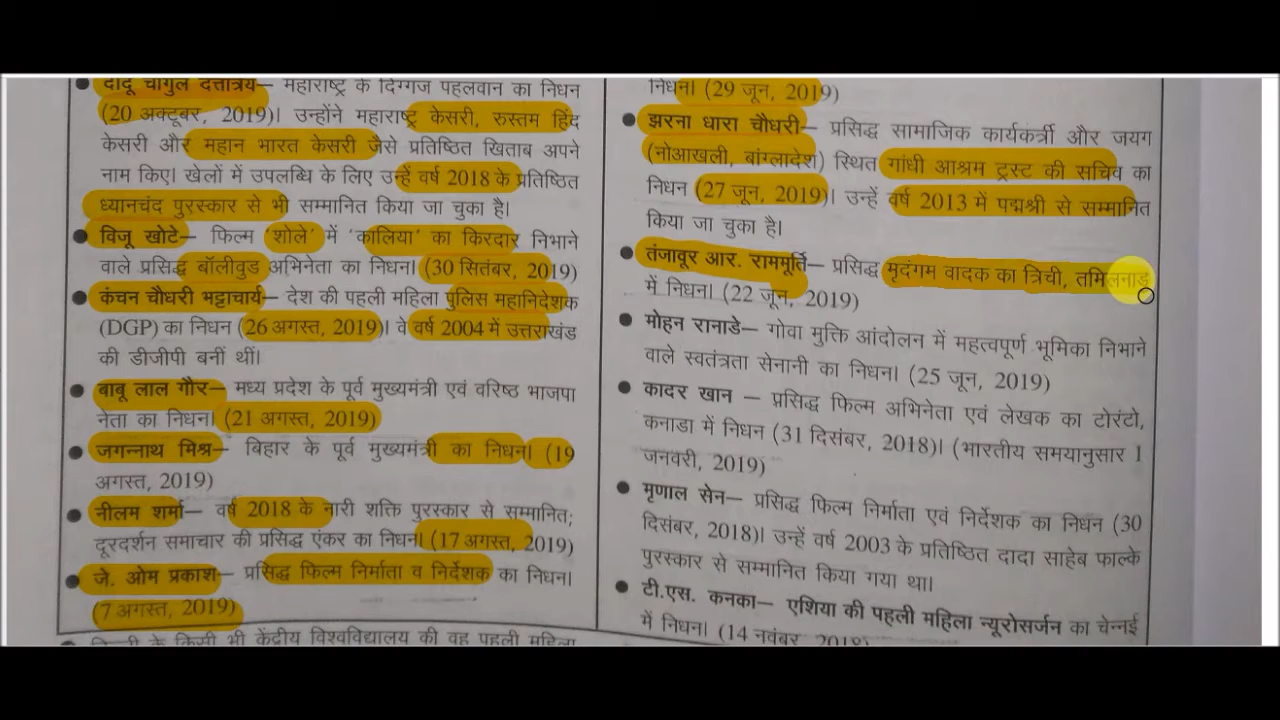 दादू चौगुले दत्तात्रेय– महाराष्ट्र के दिग्गज पहलवान का निधन
(20 अक्टूबर, 2019)। उन्होंने महाराष्ट्र केसरी, रुस्तम हिंद
केसरी और महान भारत केसरी जैसे प्रतिष्ठित खिताब अपने
नाम किए। खेलों में उपलब्धि के लिए उन्हें वर्ष 2018 के प्रतिष्ठित
ध्यानचंद पुरस्कार से भी सम्मानित किया जा चुका है।
● विजू खोटे– फिल्म 'शोले' में 'कालिया' का किरदार निभाने
वाले प्रसिद्ध बॉलीवुड अभिनेता का निधन। (30 सितंबर, 2019)
● कंचन चौधरी भट्टाचार्य– देश की पहली महिला पुलिस महानिदेशक
(DGP) का निधन (26 अगस्त, 2019)। वे वर्ष 2004 में उत्तराखंड
की डीजीपी बनीं थीं।
● बाबू लाल गौर– मध्य प्रदेश के पूर्व मुख्यमंत्री एवं वरिष्ठ भाजपा
नेता का निधन। (21 अगस्त, 2019)
● जगन्नाथ मिश्र– बिहार के पूर्व मुख्यमंत्री का निधन। (19
अगस्त, 2019)
● नीलम शर्मा– वर्ष 2018 के नारी शक्ति पुरस्कार से सम्मानित;
दूरदर्शन समाचार की प्रसिद्ध एंकर का निधन। (17 अगस्त, 2019)
● जे. ओम प्रकाश– प्रसिद्ध फिल्म निर्माता व निर्देशक का निधन।
(7 अगस्त, 2019)
के किसी भी केंद्रीय विश्वविद्यालय की वह पहली महिला
निधन। (29 जून, 2019)
● झरना धारा चौधरी– प्रसिद्ध सामाजिक कार्यकर्त्री और जयग
(नोआखली, बांग्लादेश) स्थित गांधी आश्रम ट्रस्ट की सचिव का
निधन (27 जून, 2019)। उन्हें वर्ष 2013 में पद्मश्री से सम्मानित
किया जा चुका है।
● तंजावूर आर. राममूर्ति– प्रसिद्ध मृदंगम वादक का त्रिची, तमिलनाडु
में निधन। (22 जून, 2019)
● मोहन रानाडे– गोवा मुक्ति आंदोलन में महत्वपूर्ण भूमिका निभाने
वाले स्वतंत्रता सेनानी का निधन। (25 जून, 2019)
● कादर खान – प्रसिद्ध फिल्म अभिनेता एवं लेखक का टोरंटो,
कनाडा में निधन (31 दिसंबर, 2018)। (भारतीय समयानुसार 1
जनवरी, 2019)
● मृणाल सेन– प्रसिद्ध फिल्म निर्माता एवं निर्देशक का निधन (30
दिसंबर, 2018)। उन्हें वर्ष 2003 के प्रतिष्ठित दादा साहेब फाल्के
पुरस्कार से सम्मानित किया गया था।
● टी.एस. कनका– एशिया की पहली महिला न्यूरोसर्जन का चेन्नई
में निधन। (14 नवंबर, 2018)